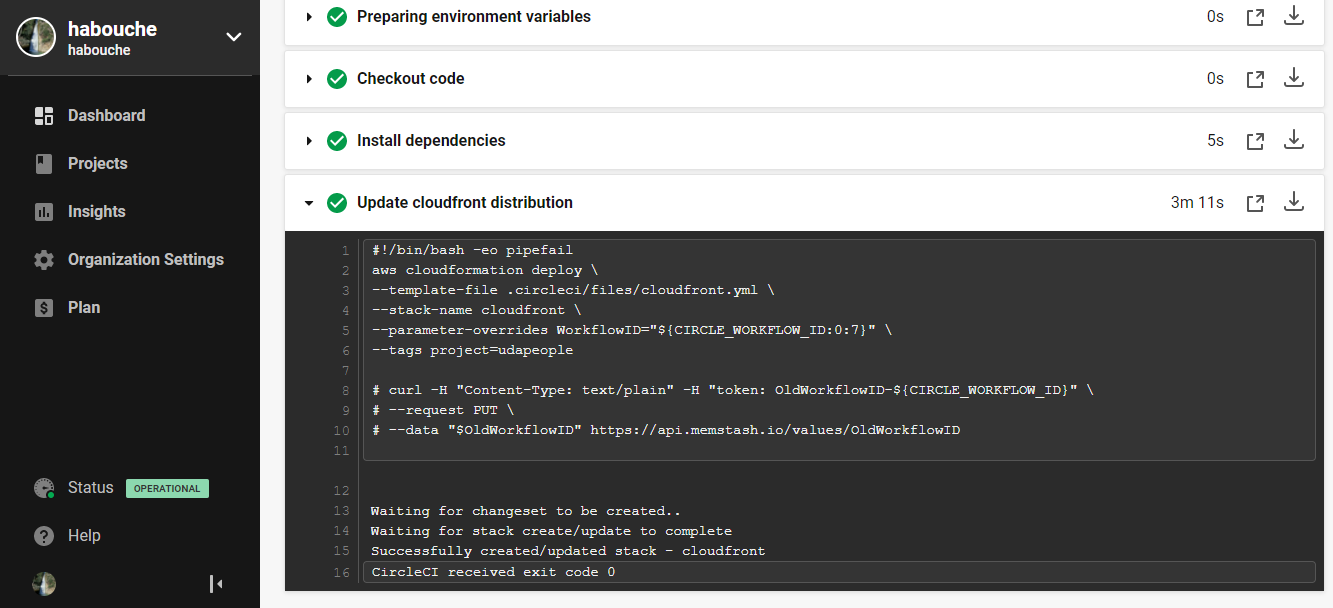 habouche
habouche
Dashboard
Projects
Insights
Organization Settings
Plan
Status OPERATIONAL
Help
Preparing environment variables 0s
Checkout code 0s
Install dependencies 5s
Update cloudfront distribution 3m 11s
1 #!/bin/bash -eo pipefail
2 aws cloudformation deploy \
3 --template-file .circleci/files/cloudfront.yml \
4 --stack-name cloudfront \
5 --parameter-overrides WorkflowID="${CIRCLE_WORKFLOW_ID:0:7}" \
6 --tags project=udapeople
7
8 # curl -H "Content-Type: text/plain" -H "token: OldWorkflowID-${CIRCLE_WORKFLOW_ID}" \
9 # --request PUT \
10 # --data "$OldWorkflowID" https://api.memstash.io/values/OldWorkflowID
11
12
13 Waiting for changeset to be created..
14 Waiting for stack create/update to complete
15 Successfully created/updated stack - cloudfront
16 CircleCI received exit code 0